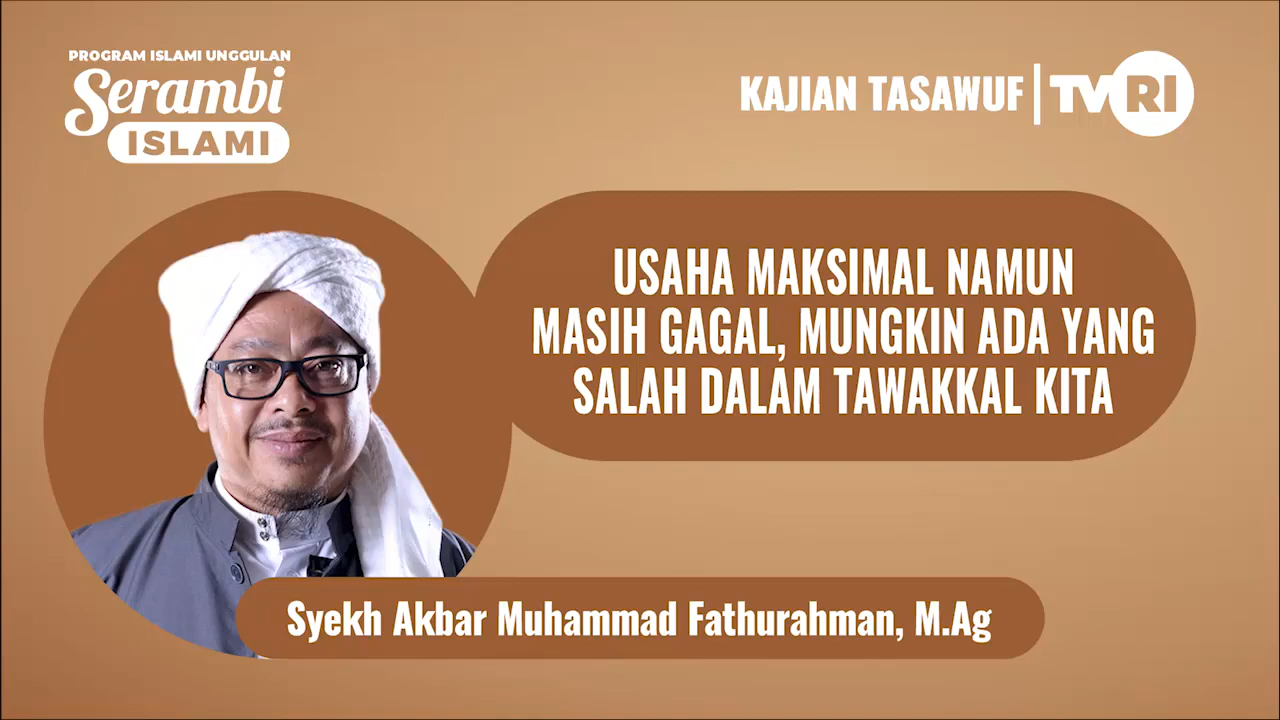 PROGRAM ISLAMI UNGGULAN
Serambi
ISLAMI
KAJIAN TASAWUF | TVRI
USAHA MAKSIMAL NAMUN
MASIH GAGAL, MUNGKIN ADA YANG
SALAH DALAM TAWAKKAL KITA
Syekh Akbar Muhammad Fathurahman, M.Ag